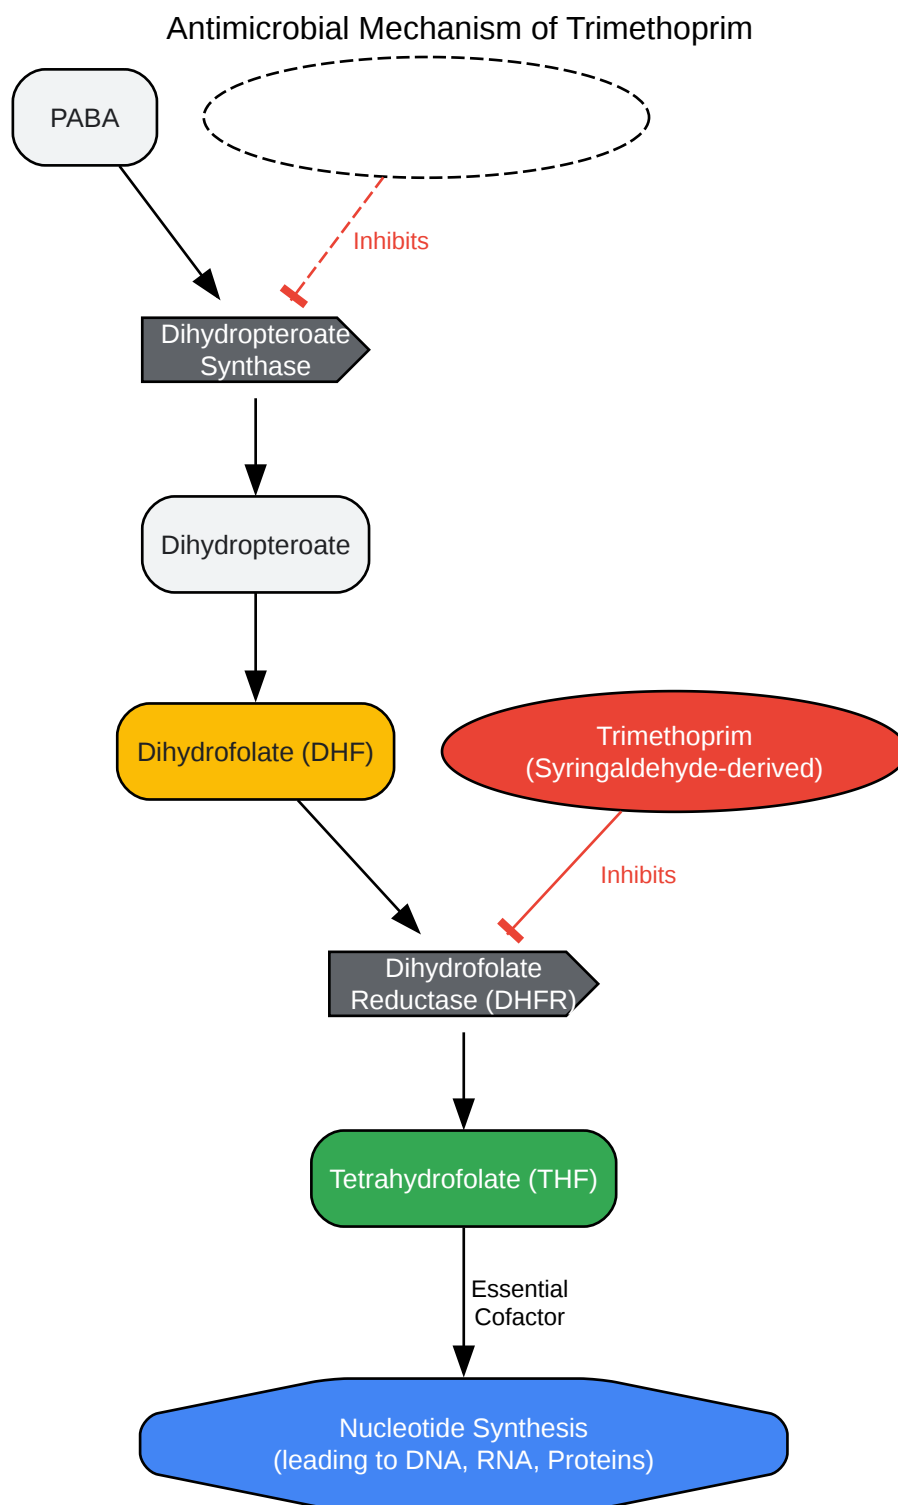 Antimicrobial Mechanism of Trimethoprim
PABA
Inhibits
Dihydropteroate
Synthase
Dihydropteroate
Dihydrofolate (DHF)
Trimethoprim
(Syringaldehyde-derived)
Inhibits
Dihydrofolate
Reductase (DHFR)
Tetrahydrofolate (THF)
Essential
Cofactor
Nucleotide Synthesis
(leading to DNA, RNA, Proteins)